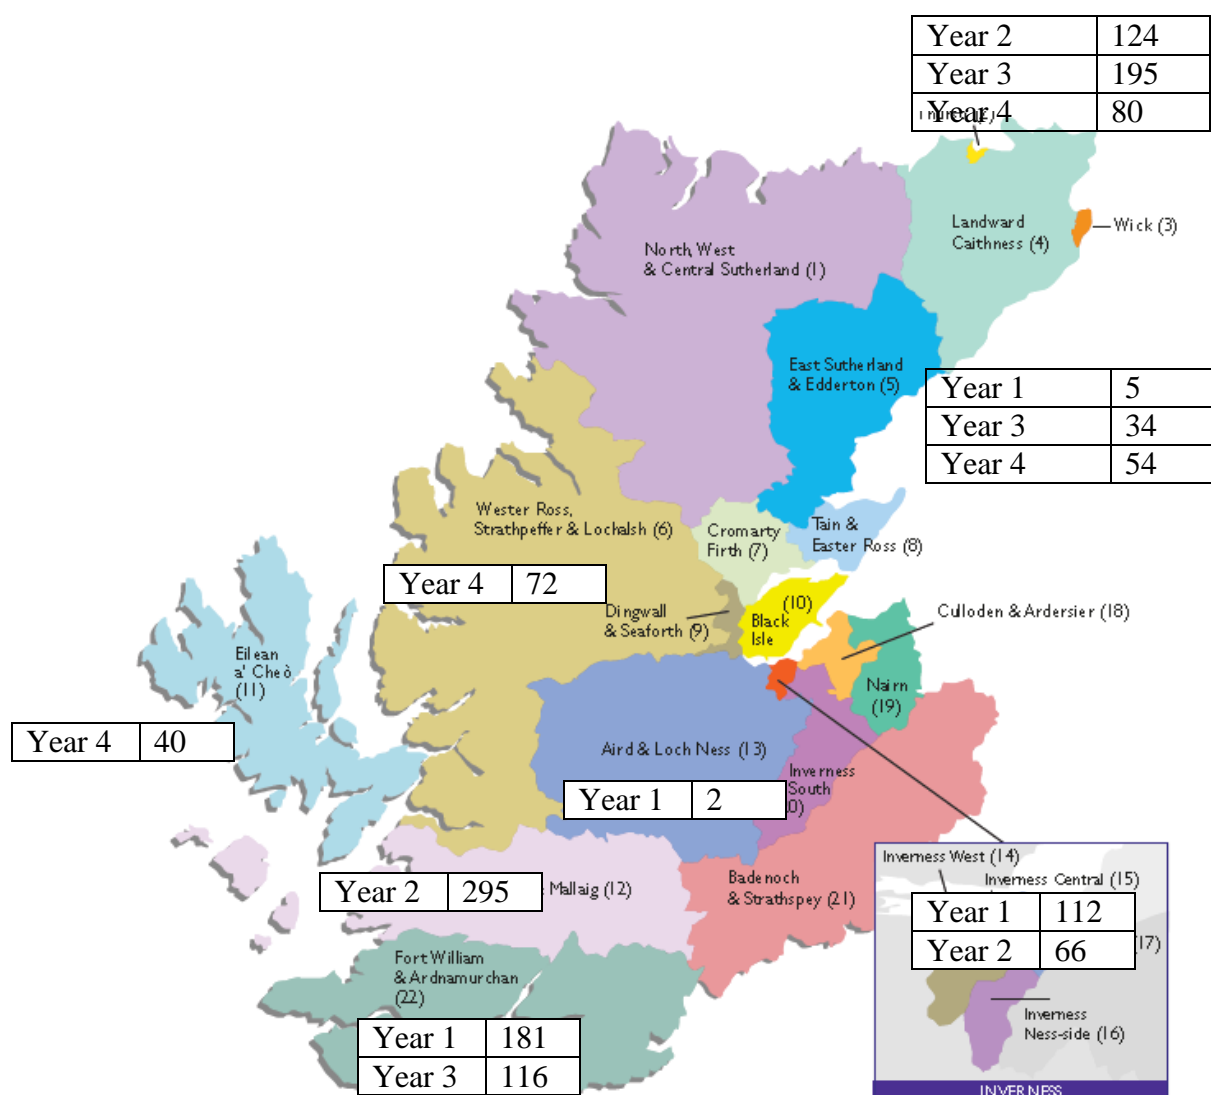 Year 2 124
Year 3 195
Year 4 80
Wick (3)
Landward
Caithness (4)
North, West
& Central Sutherland (1)
East Sutherland
& Edderton (5)
Year 1 5
Year 3 34
Year 4 54
Wester Ross,
Strathpeffer & Lochalsh (6)
Cromarty
Firth (7)
Tain &
Easter Ross (8)
Year 4 72
Dingwall
& Seaforth (9)
(10)
Black
Isle
Culloden & Ardersier (18)
Eilean
a' Cheò
(11)
Nairn
(19)
Year 4 40
Aird & Loch Ness (13)
Inverness
South
0)
Year 1 2
Year 2 295
Mallaig (12)
Badenoch
& Strathspey (21)
Inverness West (14)
Inverness Central (15)
Year 1 112
Year 2 66
(17)
Inverness
Ness-side (16)
INVERNESS
Fort William
& Ardnamurchan
(22)
Year 1 181
Year 3 116